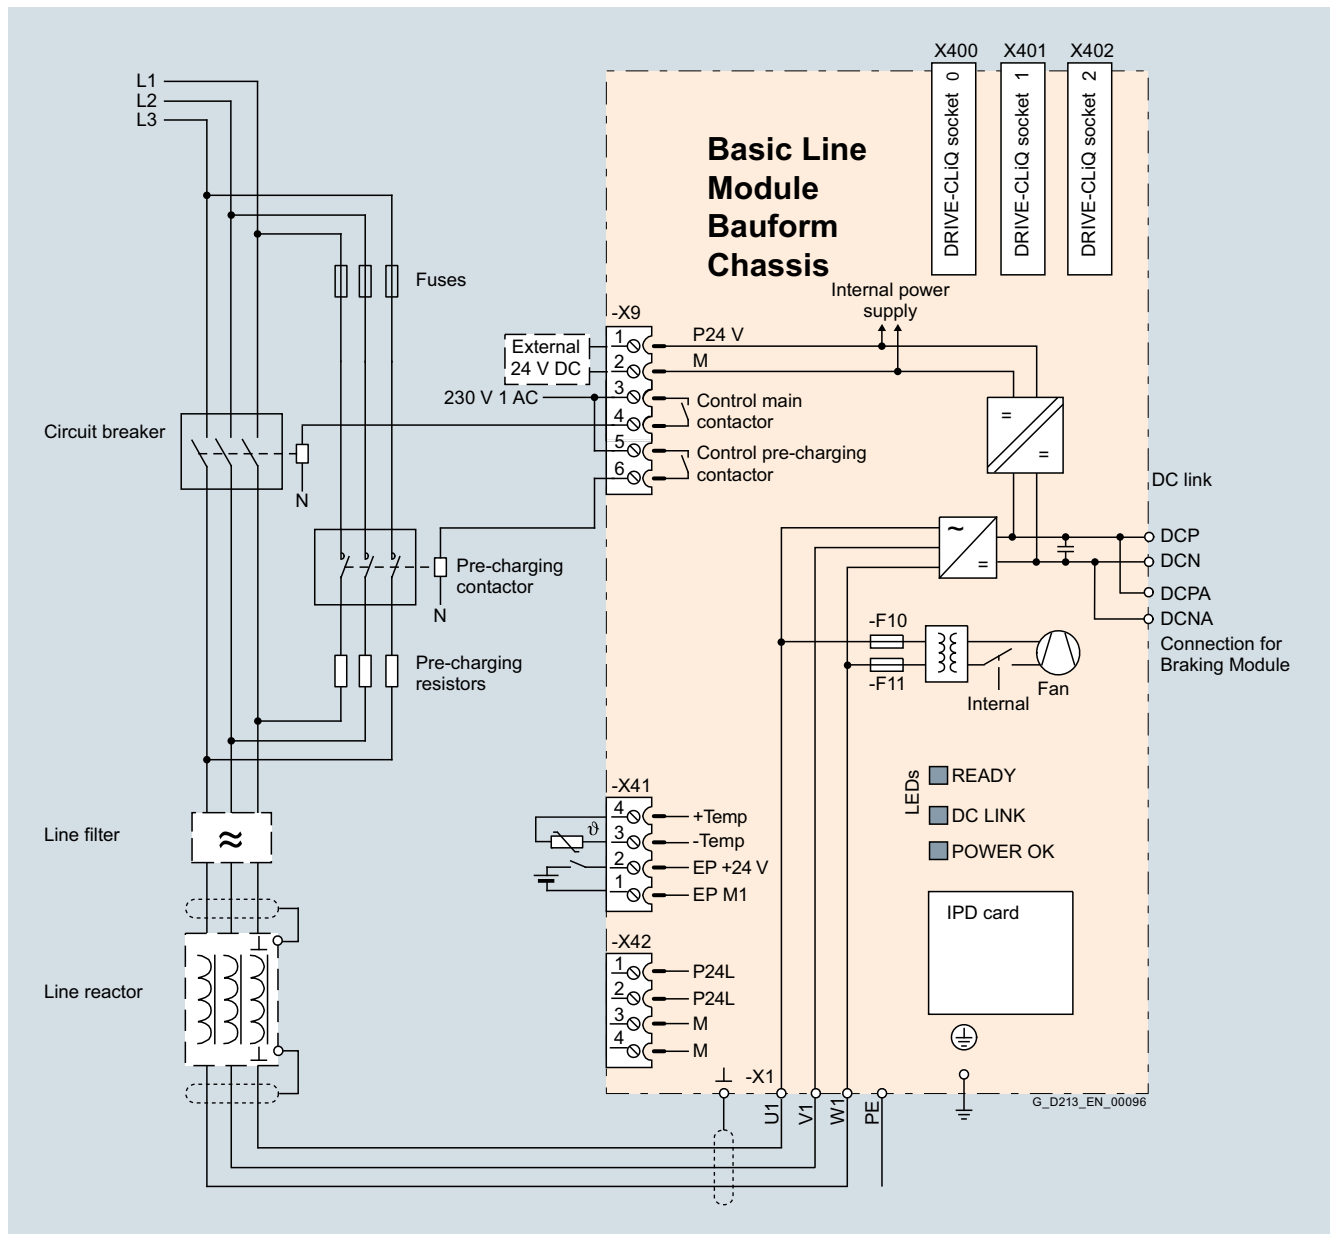 X400
X401
X402
L1
L2
L3
DRIVE-CLiQ socket 0
DRIVE-CLiQ socket 1
DRIVE-CLiQ socket 2
Basic Line
Module
Bauform
Chassis
Fuses
Internal power
supply
-X9
External
24 V DC
1
P24 V
2
M
230 V 1 AC
3
4
Control main
contactor
5
6
Control pre-charging
contactor
=
=
Circuit breaker
N
DC link
~
=
DCP
DCN
DCPA
DCNA
Pre-charging
contactor
N
Connection for
Braking Module
-F10
-F11
Internal
Fan
Pre-charging
resistors
LEDs
READY
DC LINK
POWER OK
-X41
4
+Temp
ϑ
3
-Temp
2
EP +24 V
1
EP M1
Line filter
≈
IPD card
-X42
1
P24L
2
P24L
3
M
4
M
Line reactor
-X1
U1
V1
W1
PE
G_D213_EN_00096